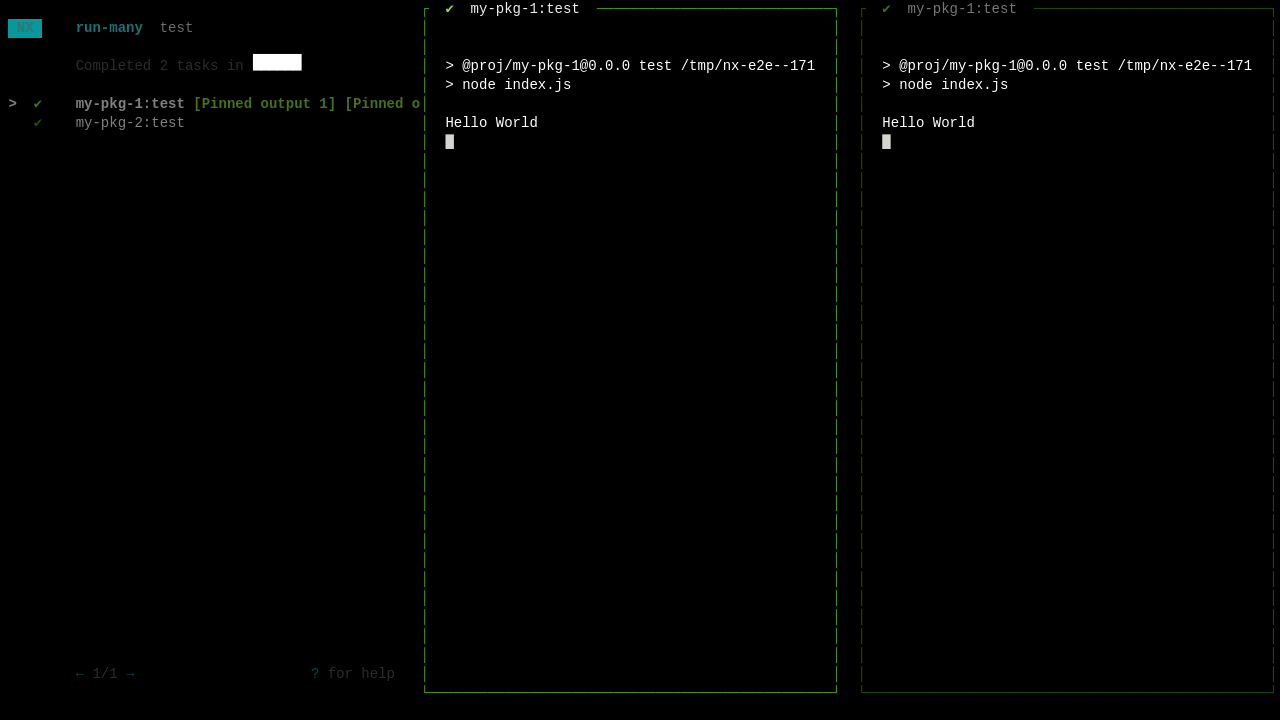 NX run-many test
Completed 2 tasks in
> ✔ my-pkg-1:test [Pinned output 1] [Pinned o
✔ my-pkg-2:test
← 1/1 → ? for help
✔ my-pkg-1:test
> @proj/my-pkg-1@0.0.0 test /tmp/nx-e2e--171
> node index.js
Hello World
✔ my-pkg-1:test
> @proj/my-pkg-1@0.0.0 test /tmp/nx-e2e--171
> node index.js
Hello World